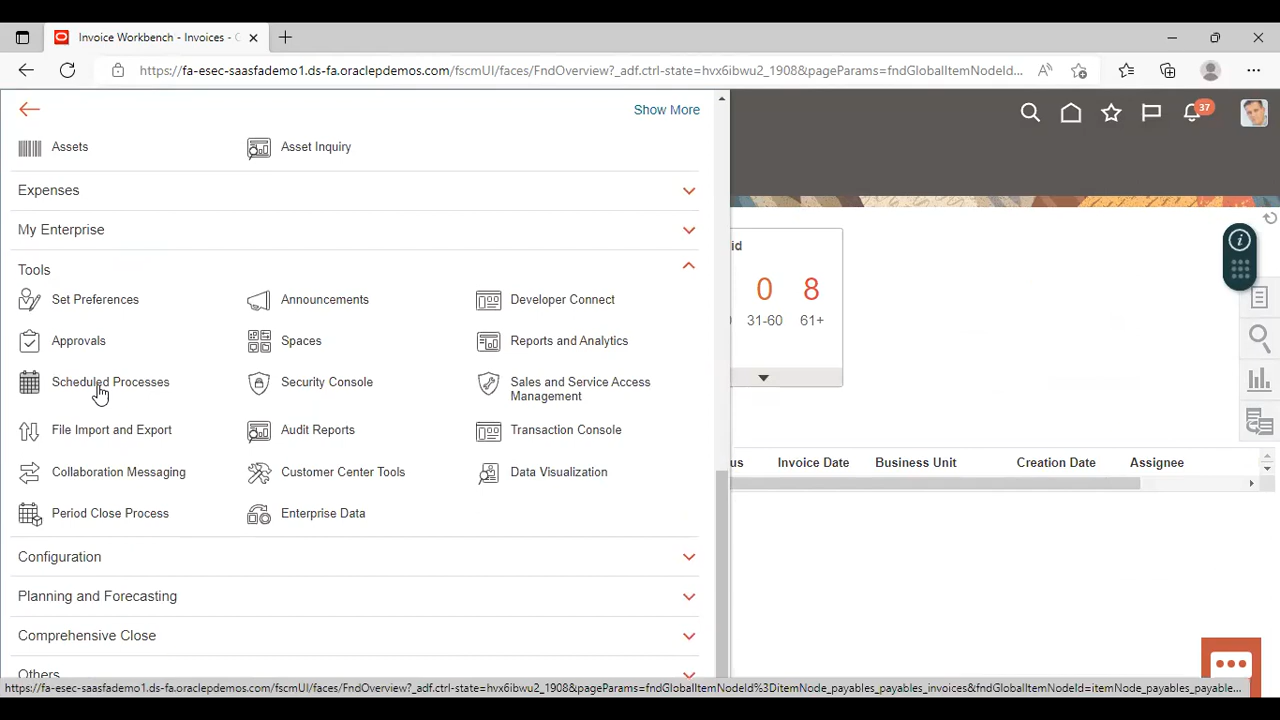 Invoice Workbench - Invoices - C
https://fa-esec-saasfademo1.ds-fa.oraclepdemos.com/fscmUI/faces/FndOverview?_adf.ctrl-state=hvx6ibwu2_1908&pageParams=fndGlobalItemNodeId...
Show More
37
Assets
Asset Inquiry
Expenses
My Enterprise
Tools
Set Preferences
Announcements
Developer Connect
Approvals
Spaces
Reports and Analytics
Scheduled Processes
Security Console
Sales and Service Access
Management
File Import and Export
Audit Reports
Transaction Console
Collaboration Messaging
Customer Center Tools
Data Visualization
Period Close Process
Enterprise Data
Configuration
Planning and Forecasting
Comprehensive Close
Others
id
0 8
31-60 61+
us Invoice Date Business Unit Creation Date Assignee
https://fa-esec-saasfademo1.ds-fa.oraclepdemos.com/fscmUI/faces/FndOverview?_adf.ctrl-state=hvx6ibwu2_1908&pageParams=fndGlobalItemNodeId%3DitemNode_payables_payables_invoices&fndGlobalItemNodeId=itemNode_payables_payable...